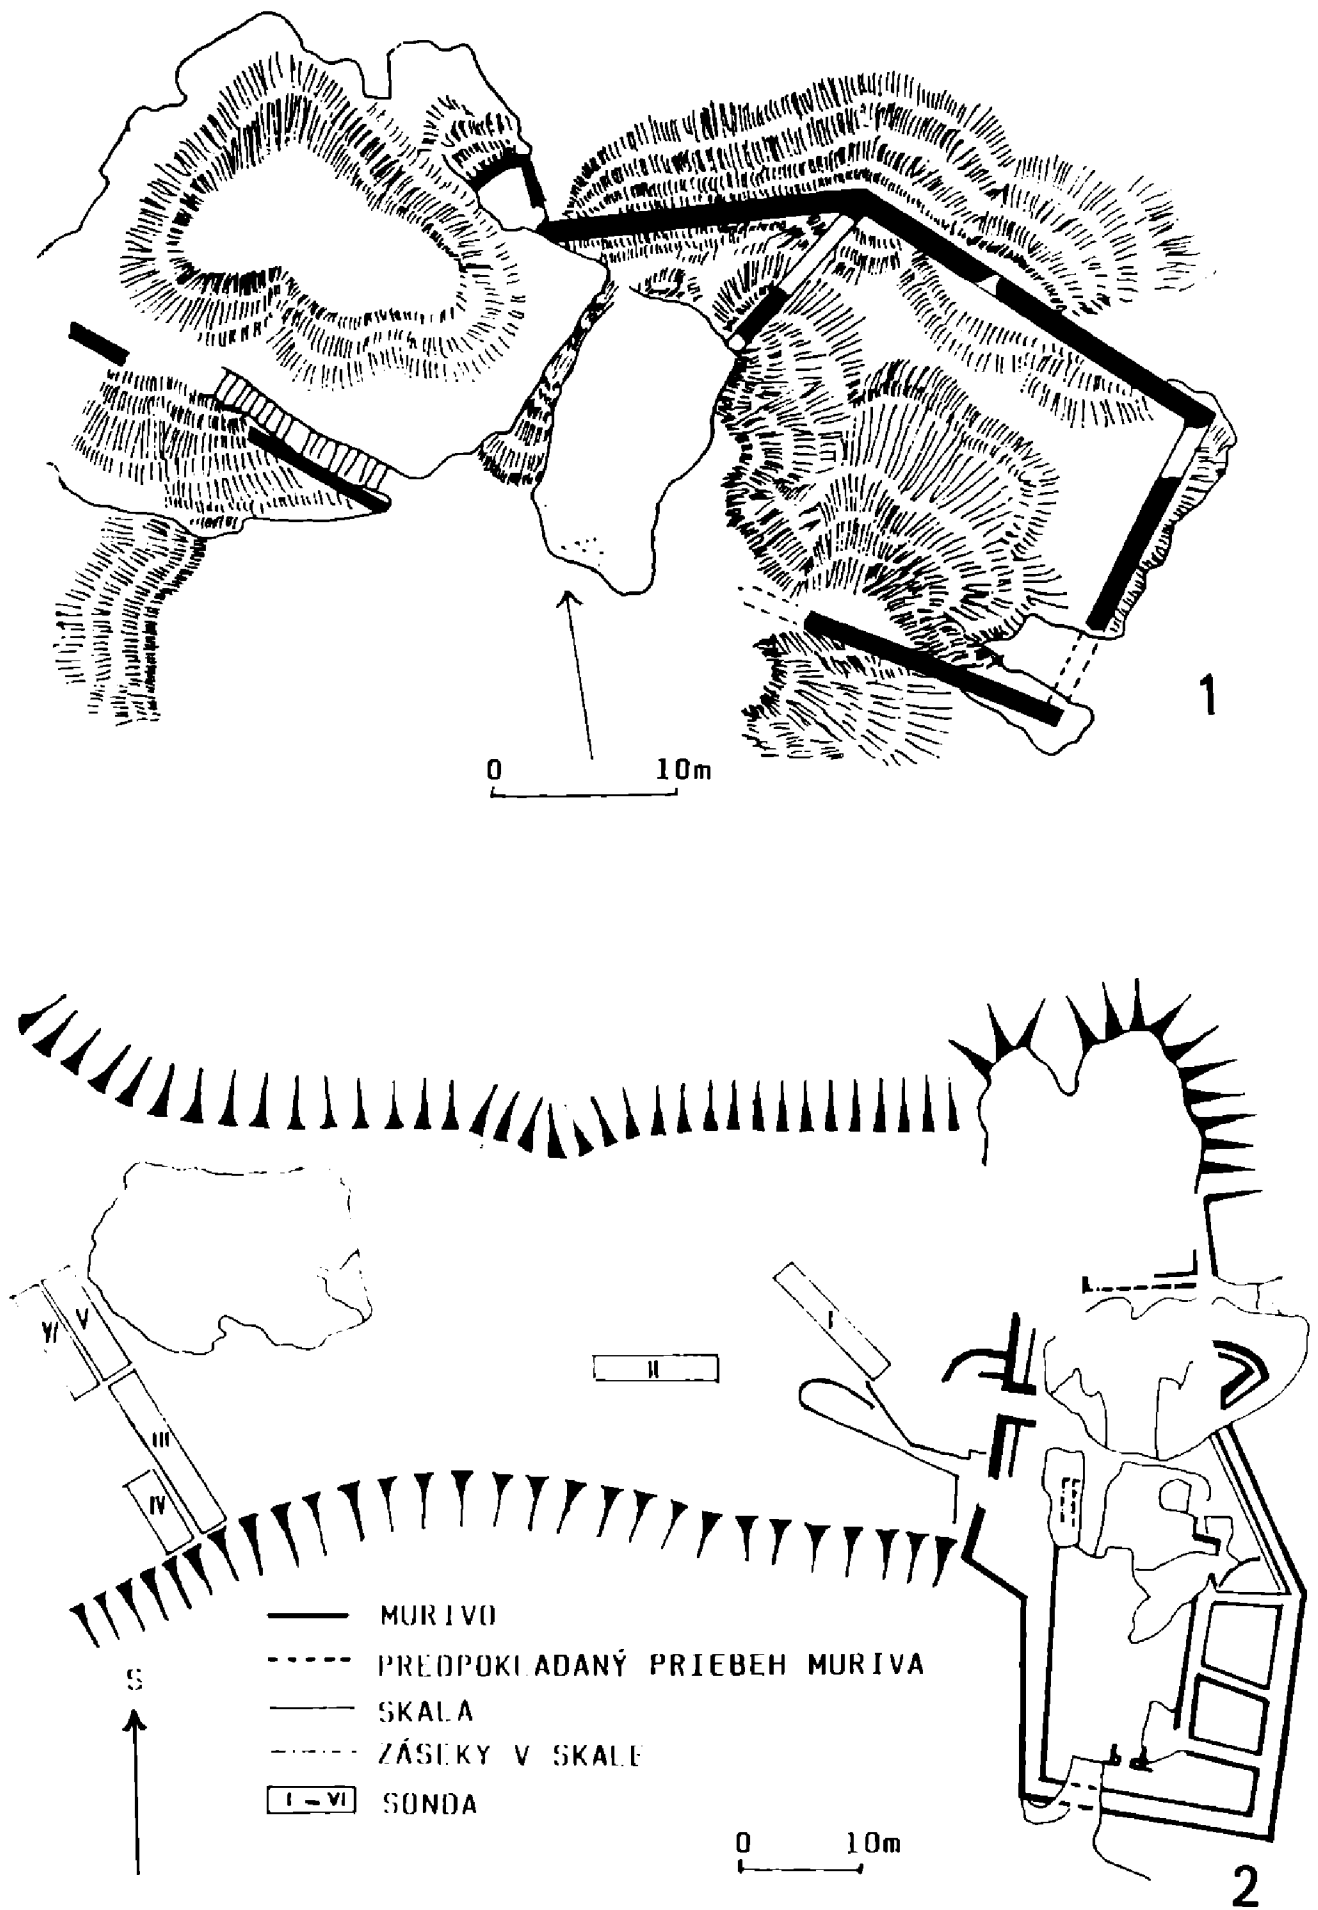 1
0 10m
I
II
V
VI
III
IV
MURIVO
PREDPOKLADANÝ PRIEBEH MURIVA
S
SKALA
ZÁSEKY V SKALE
I – VI SONDA
0 10m
2